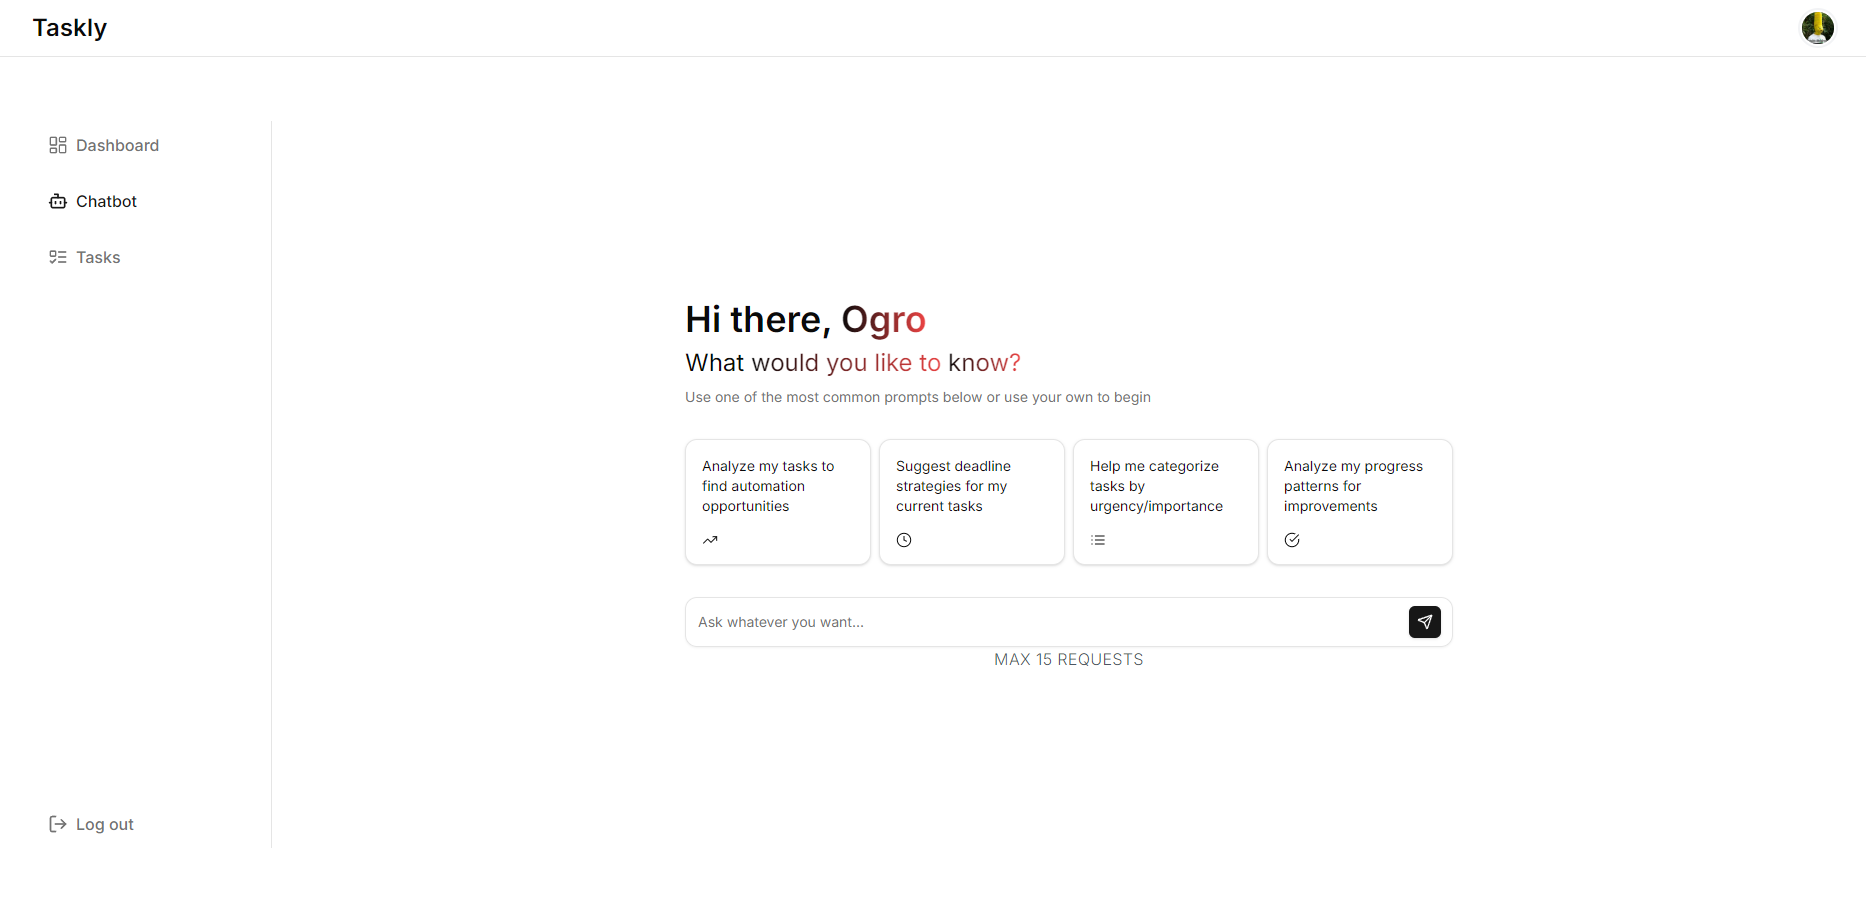 Taskly
Dashboard
Chatbot
Tasks
Log out
Hi there, Ogro
What would you like to know?
Use one of the most common prompts below or use your own to begin
Analyze my tasks to
find automation
opportunities
Suggest deadline
strategies for my
current tasks
Help me categorize
tasks by
urgency/importance
Analyze my progress
patterns for
improvements
Ask whatever you want...
MAX 15 REQUESTS